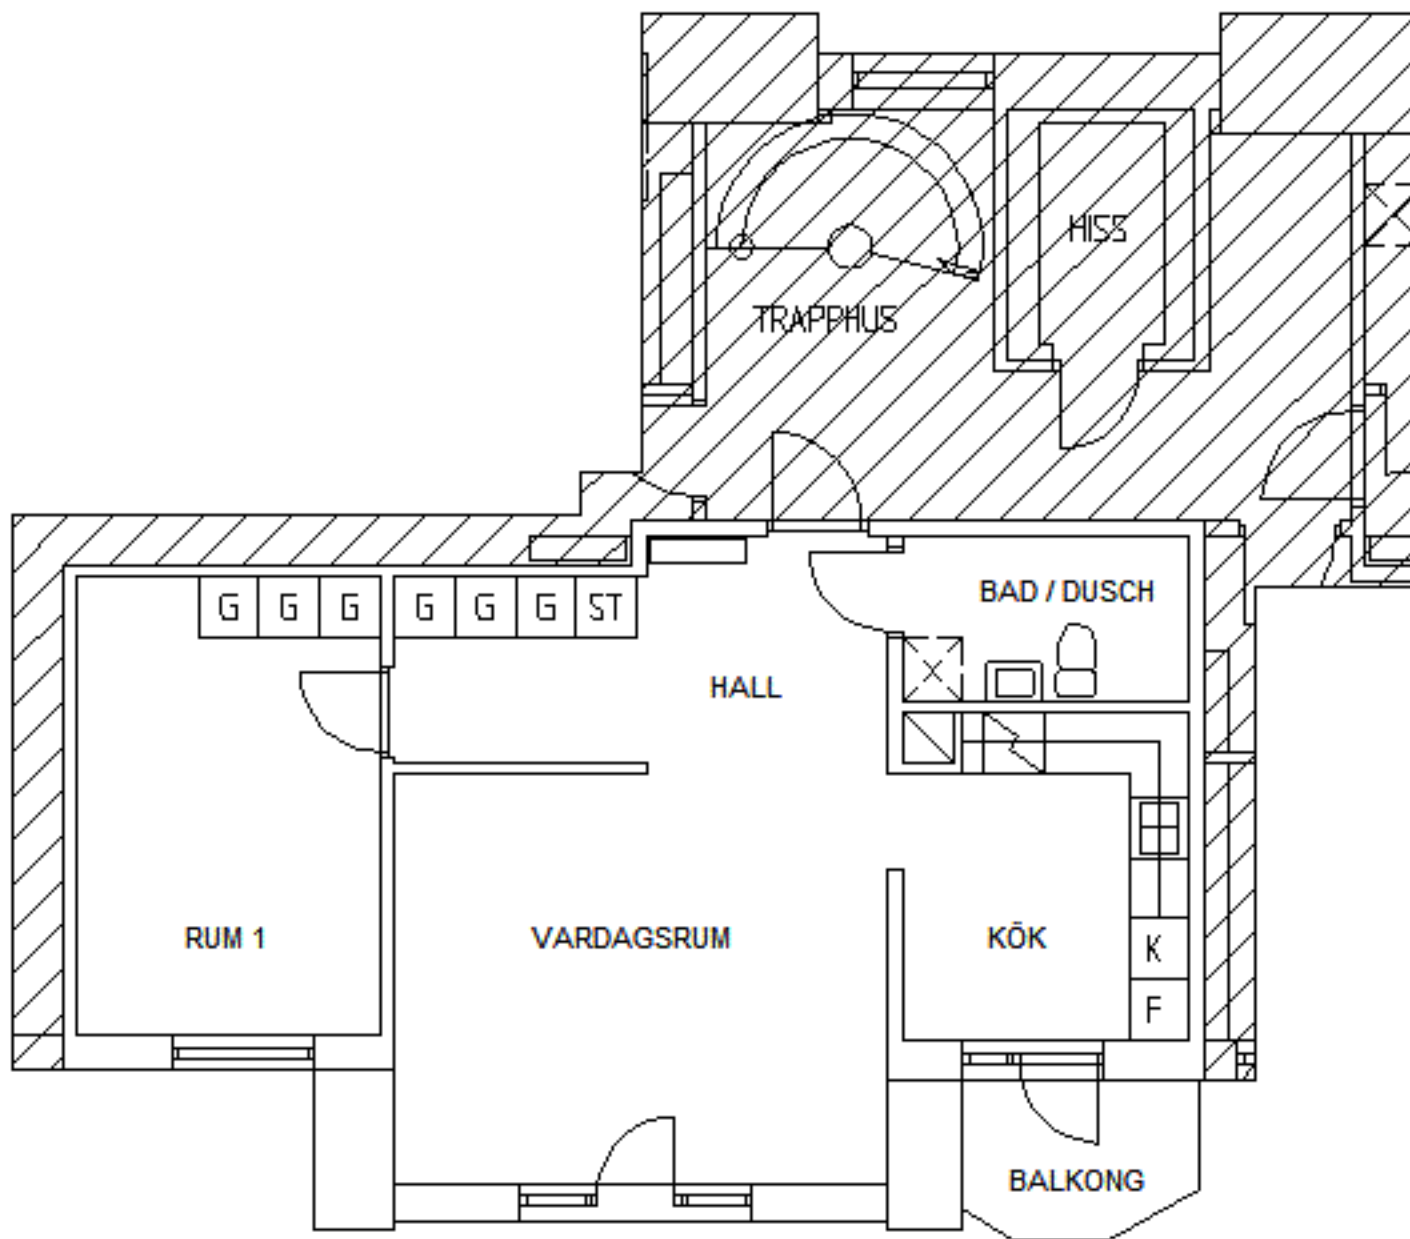 HISS
TRAPPHUS
G G G G G G ST
BAD / DUSCH
HALL
RUM 1
VARDAGSRUM
KÖK
K
F
BALKONG